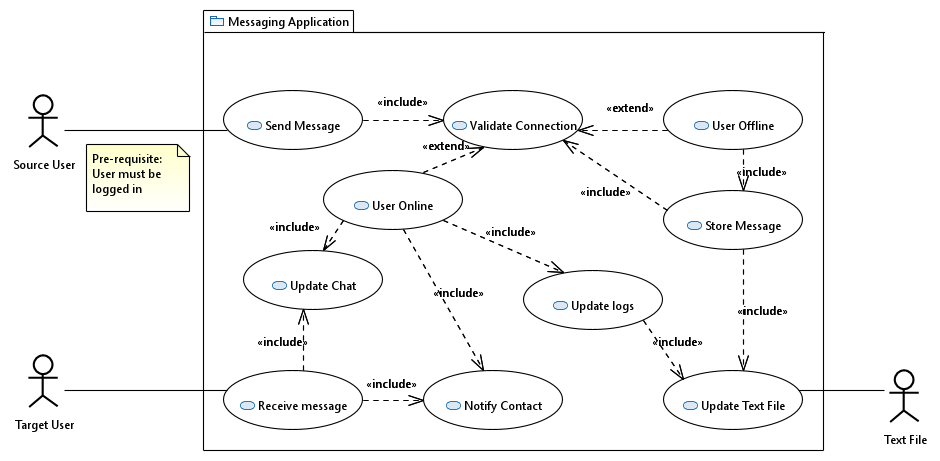 Messaging Application
Send Message
«include»
Validate Connection
«extend»
User Offline
Source User
Pre-requisite:
User must be
logged in
«extend»
User Online
«include»
«include»
Store Message
«include»
«include»
Update Chat
«include»
Update logs
«include»
«include»
«include»
Target User
Receive message
«include»
Notify Contact
Update Text File
Text File